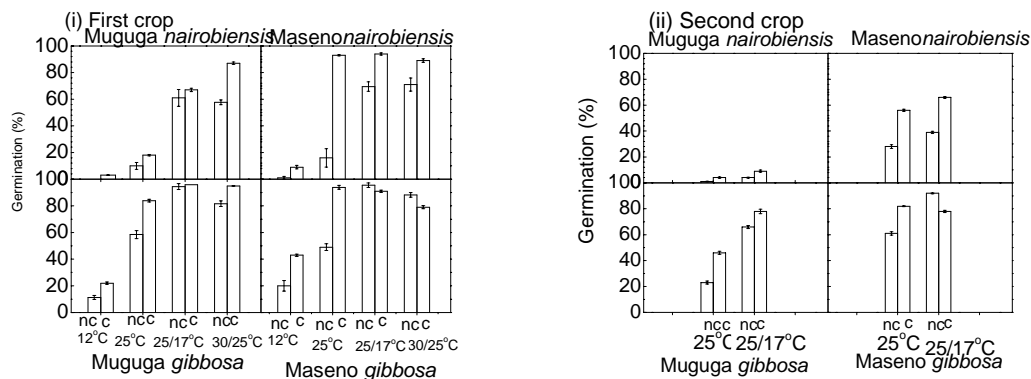 (i) First crop
Muguga nairobiensis Maseno nairobiensis
Germination (%)
100
80
60
40
20
100
80
60
40
20
0
nc c nc c nc c nc c nc c nc c nc c nc c
12°C 25°C 25/17°C 30/25°C 12°C 25°C 25/17°C 30/25°C
Muguga gibbosa Maseno gibbosa
(ii) Second crop
Muguga nairobiensis Maseno nairobiensis
Germination (%)
100
80
60
40
20
100
80
60
40
20
0
nc c nc c nc c nc c
25°C 25/17°C 25°C 25/17°C
Muguga gibbosa Maseno gibbosa